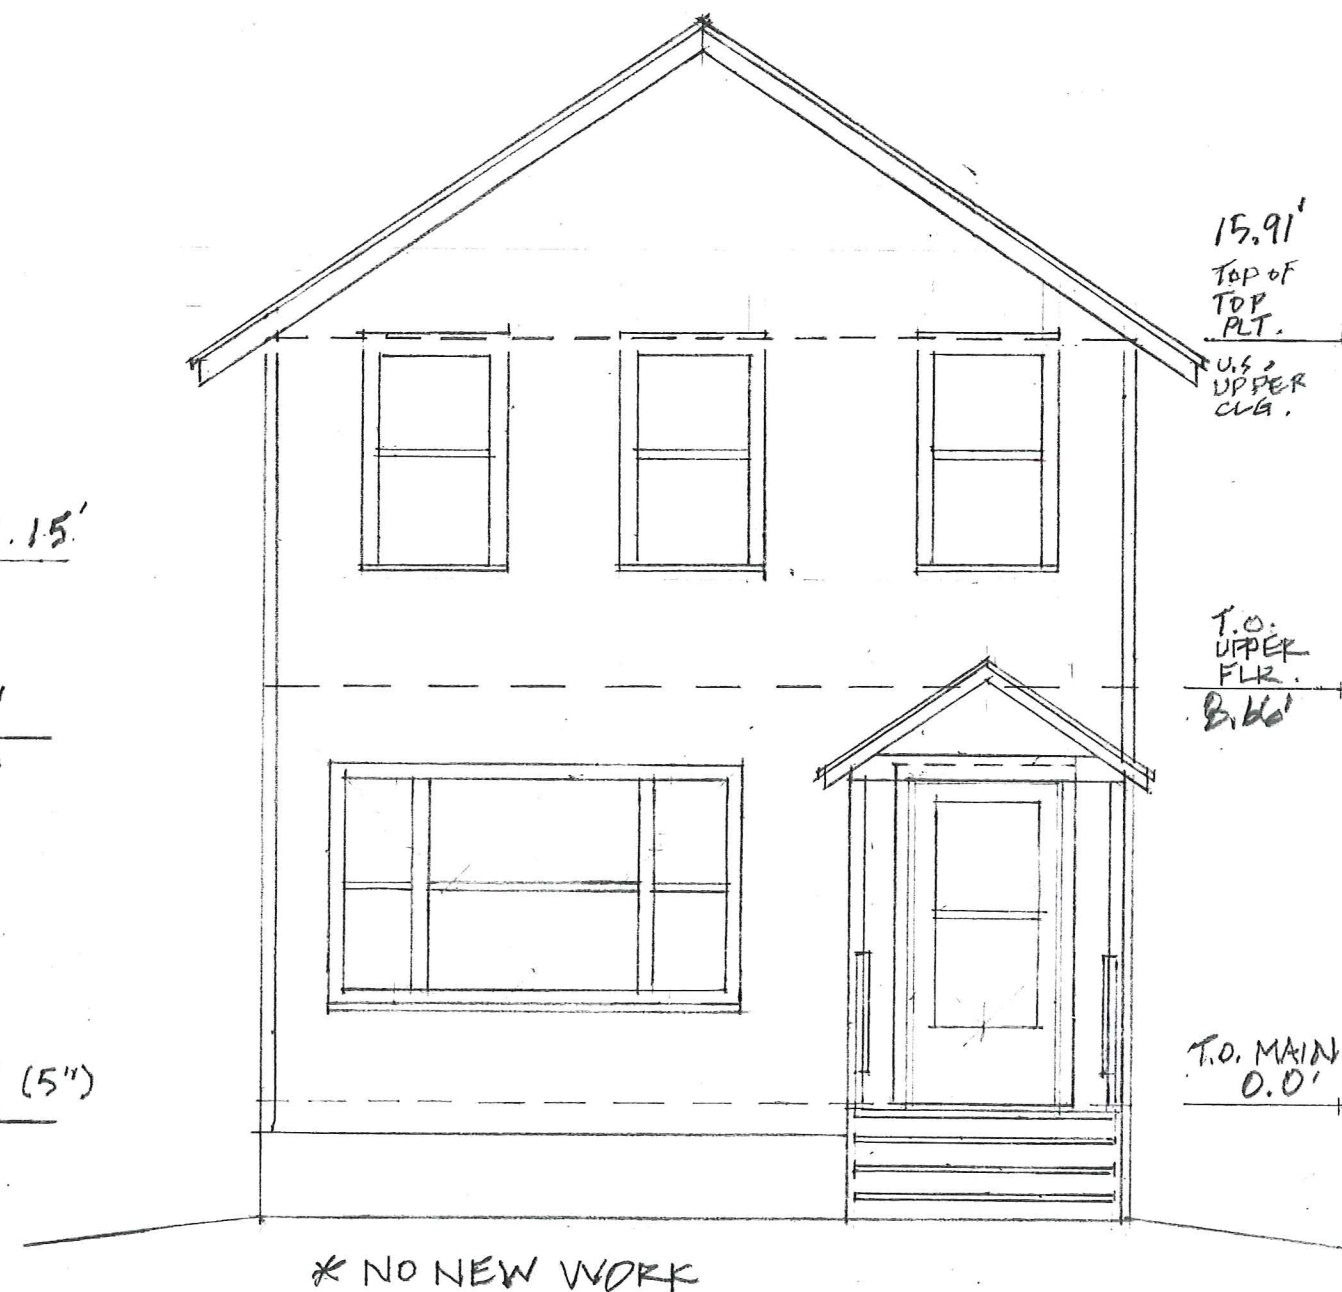 15.91'
TOP OF
TOP
PLT.
U.S.
UPPER
CLG.
.15'
T.O.
UPPER
FLR.
8.66'
(5")
T.O. MAIN
0.0'
* NO NEW WORK